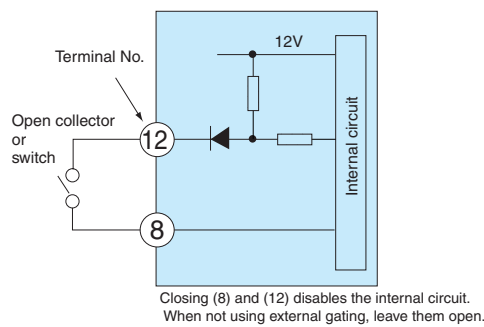 12V
Terminal No.
Open collector
or
switch
12
Internal circuit
8
Closing (8) and (12) disables the internal circuit.
When not using external gating, leave them open.